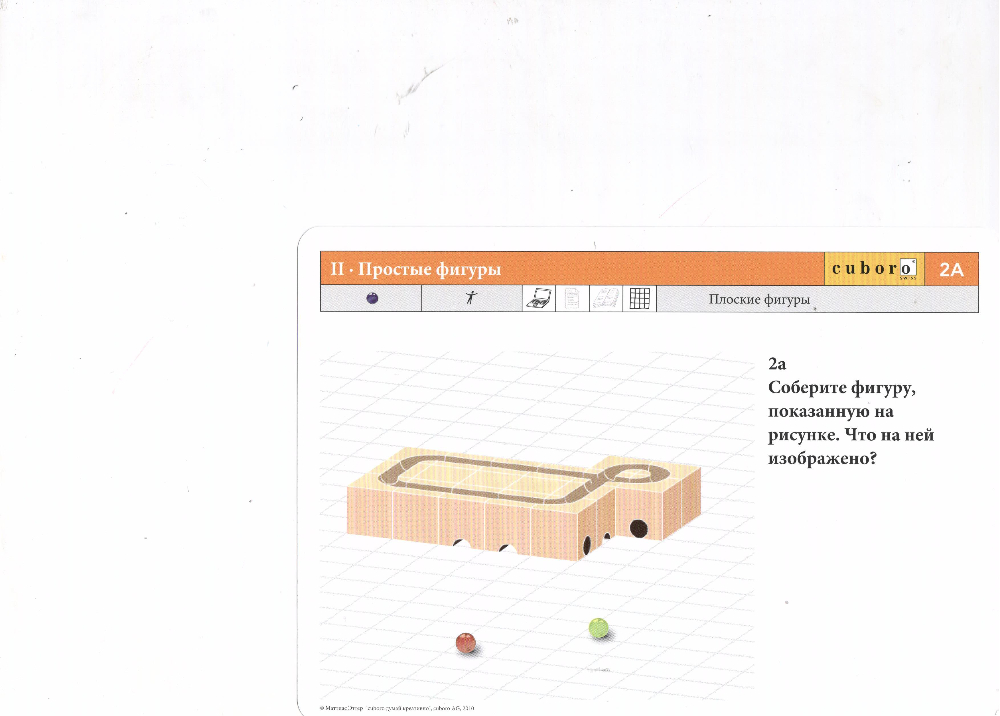 II · Простые фигуры
cuboro®
SWISS
2A
Плоские фигуры
2а
Соберите фигуру,
показанную на
рисунке. Что на ней
изображено?
© Маттиас Эттер "cuboro думай креативно", cuboro AG, 2010